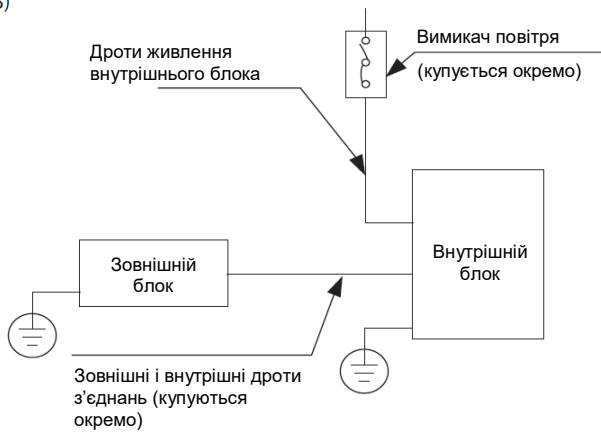 Дроти живлення
внутрішнього блока
Вимикач повітря
(купується окремо)
Зовнішній
блок
Внутрішній
блок
Зовнішні і внутрішні дроти
з’єднань (купуються
окремо)